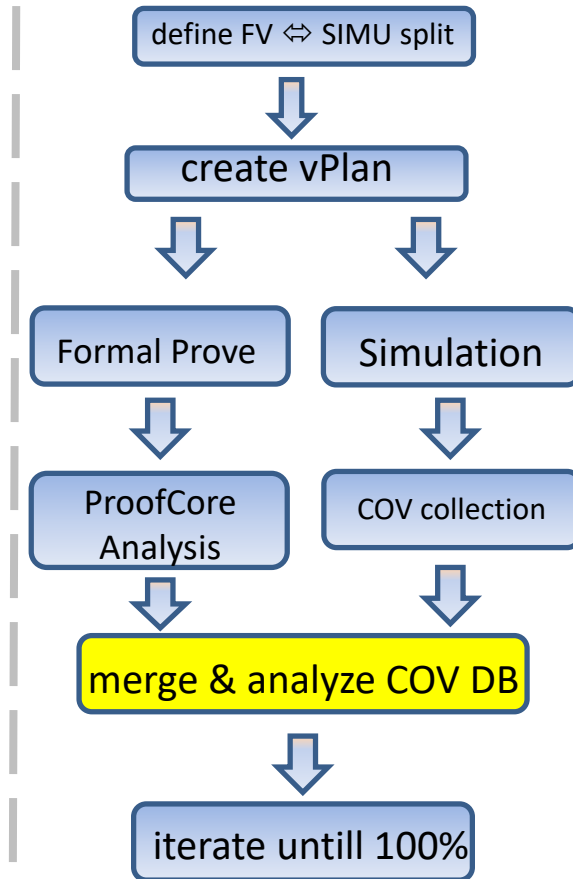 define FV ⇔ SIMU split
create vPlan
Formal Prove
Simulation
ProofCore
Analysis
COV collection
merge & analyze COV DB
iterate untill 100%